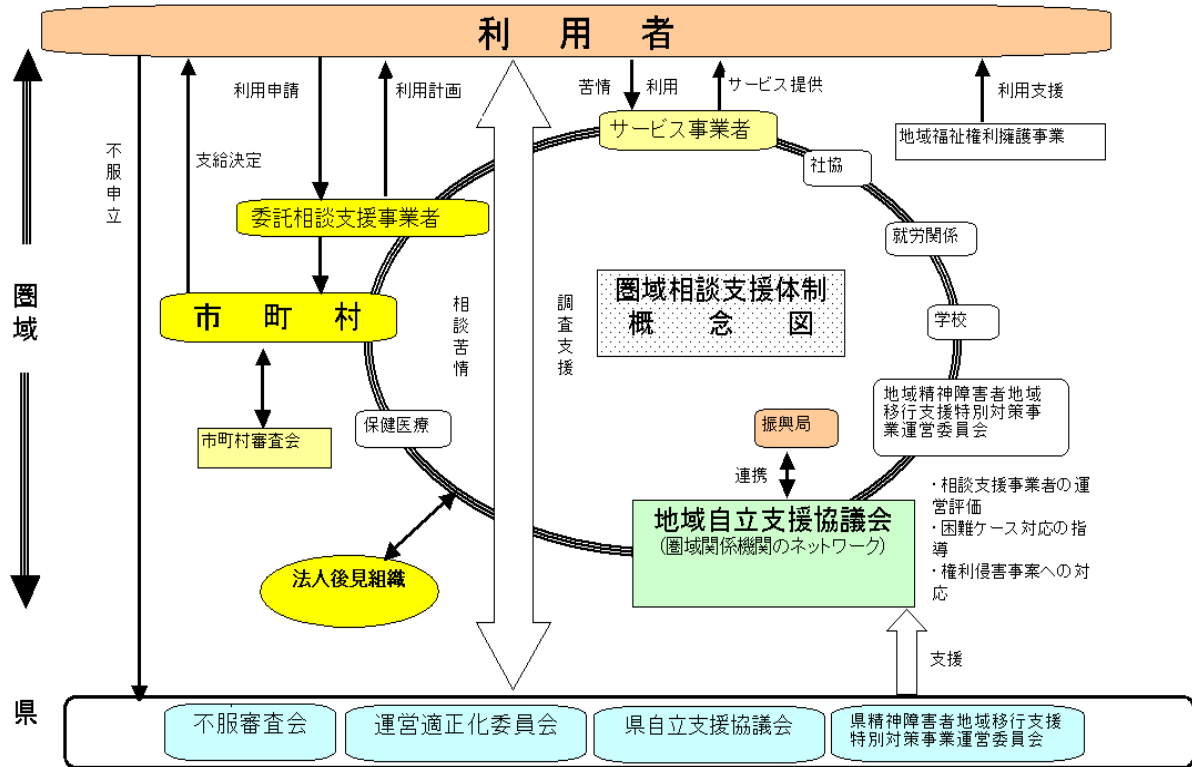 利 用 者
利用申請
利用計画
苦情
利用
サービス提供
利用支援
サービス事業者
地域福祉権利擁護事業
不服申立
支給決定
社協
委託相談支援事業者
就労関係
圏域
圏域相談支援体制
概 念 図
市 町 村
相談苦情
調査支援
学校
地域精神障害者地域
移行支援特別対策事
業運営委員会
保健医療
振興局
市町村審査会
連携
・相談支援事業者の運
営評価
・困難ケース対応の指
導
・権利侵害事案への対
応
地域自立支援協議会
(圏域関係機関のネットワーク)
法人後見組織
支援
県
不服審査会
運営適正化委員会
県自立支援協議会
県精神障害者地域移行支援
特別対策事業運営委員会